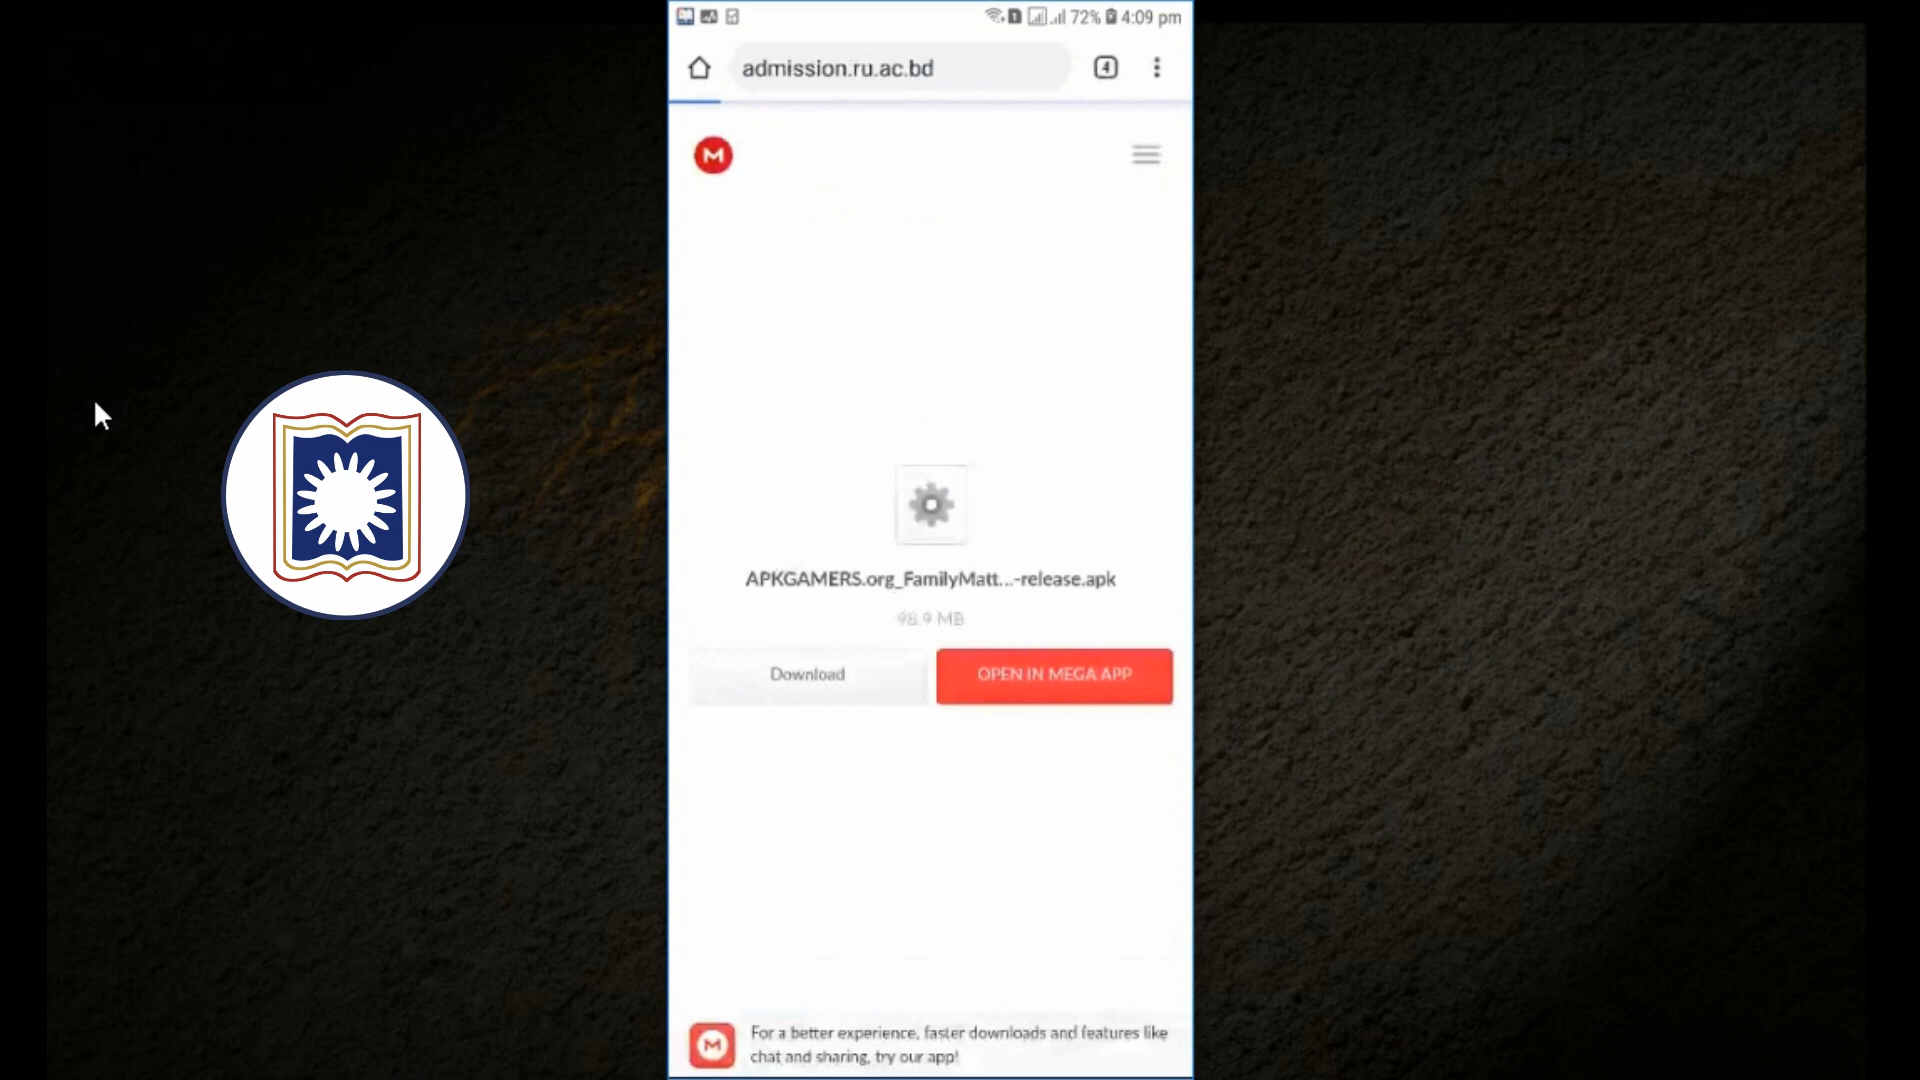 72% 4:09 pm
admission.ru.ac.bd
4
APKGAMERS.org_FamilyMatt...-release.apk
98.9 MB
Download
OPEN IN MEGA APP
For a better experience, faster downloads and features like
chat and sharing, try our app!